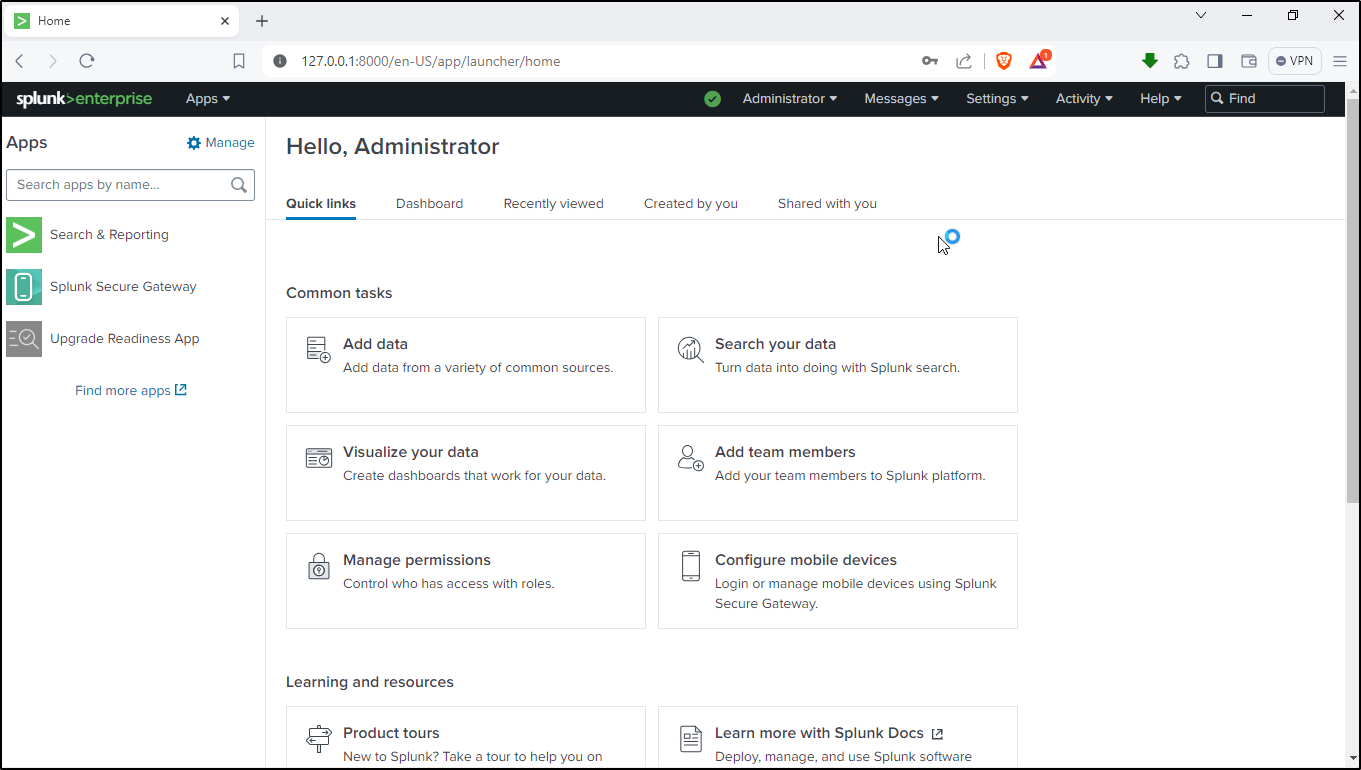 Home
127.0.0.1:8000/en-US/app/launcher/home
1
VPN
splunk>enterprise Apps Administrator Messages Settings Activity Help Find
Apps Manage
Search apps by name...
Search & Reporting
Splunk Secure Gateway
Upgrade Readiness App
Find more apps
Hello, Administrator
Quick links Dashboard Recently viewed Created by you Shared with you
Common tasks
Add data
Add data from a variety of common sources.
Search your data
Turn data into doing with Splunk search.
Visualize your data
Create dashboards that work for your data.
Add team members
Add your team members to Splunk platform.
Manage permissions
Control who has access with roles.
Configure mobile devices
Login or manage mobile devices using Splunk
Secure Gateway.
Learning and resources
Product tours
New to Splunk? Take a tour to help you on
Learn more with Splunk Docs
Deploy, manage, and use Splunk software